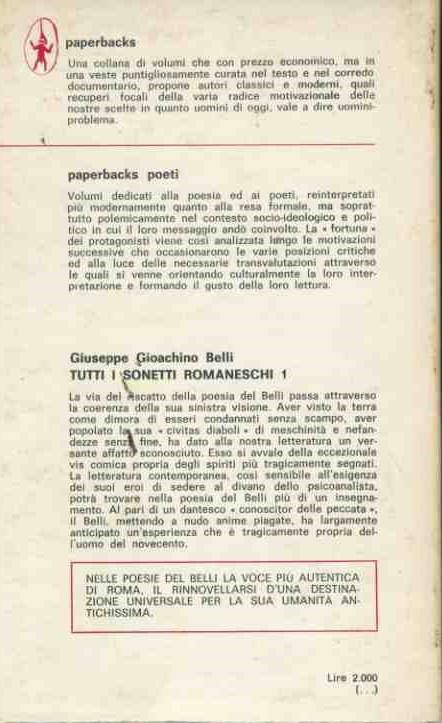 paperbacks
Una collana di volumi che con prezzo economico, ma in
una veste puntigliosamente curata nel testo e nel corredo
documentario, propone autori classici e moderni, quali
recuperi focali della varia radice motivazionale delle
nostre scelte in quanto uomini di oggi, vale a dire uomini-
problema.
paperbacks poeti
Volumi dedicati alla poesia ed ai poeti, reinterpretati
più modernamente quanto alla resa formale, ma soprat-
tutto polemicamente nel contesto socio-ideologico e poli-
tico in cui il loro messaggio andò coinvolto. La « fortuna »
dei protagonisti viene così analizzata lungo le motivazioni
successive che occasionarono le varie posizioni critiche
ed alla luce delle necessarie transvalutazioni attraverso
le quali si venne orientando culturalmente la loro inter-
pretazione e formando il gusto della loro lettura.
Giuseppe Gioachino Belli
TUTTI I SONETTI ROMANESCHI 1
La via del riscatto della poesia del Belli passa attraverso
la coerenza della sua sinistra visione. Aver visto la terra
come dimora di esseri condannati senza scampo, aver
popolato la sua « civitas diaboli » di meschinità e nefan-
dezze senza fine, ha dato alla nostra letteratura un ver-
sante affatto sconosciuto. Esso si avvale della eccezionale
vis comica propria degli spiriti più tragicamente segnati.
La letteratura contemporanea, così sensibile all'esigenza
dei suoi eroi di sedere al divano dello psicoanalista,
potrà trovare nella poesia del Belli più di un insegna-
mento. Al pari di un dantesco « conoscitor delle peccata »,
il Belli, mettendo a nudo anime piagate, ha largamente
anticipato un'esperienza che è tragicamente propria del-
l'uomo del novecento.
NELLE POESIE DEL BELLI LA VOCE PIÙ AUTENTICA
DI ROMA, IL RINNOVELLARSI D'UNA DESTINA-
ZIONE UNIVERSALE PER LA SUA UMANITÀ AN-
TICHISSIMA.
Lire 2.000
(...)